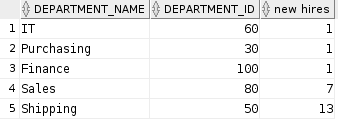 DEPARTMENT_NAME DEPARTMENT_ID new hires
1 IT 60 1
2 Purchasing 30 1
3 Finance 100 1
4 Sales 80 7
5 Shipping 50 13